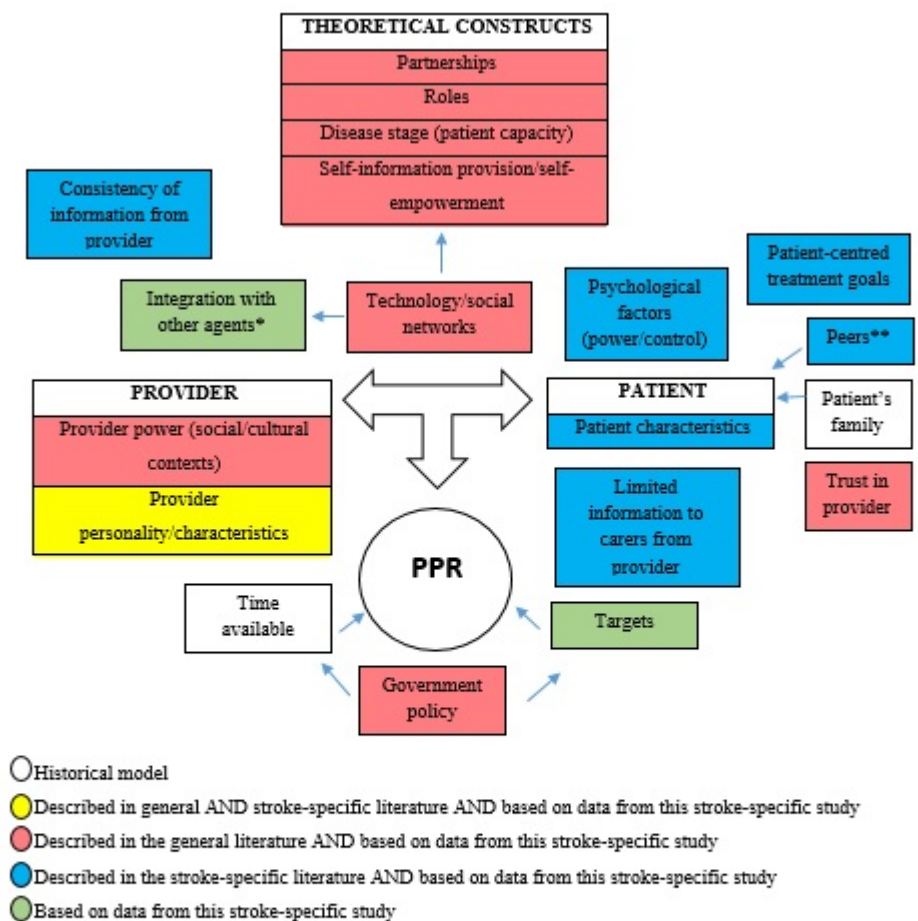 THEORETICAL CONSTRUCTS
Partnerships
Roles
Disease stage (patient capacity)
Self-information provision/self-
empowerment
Consistency of
information from
provider
Integration with
other agents*
Technology/social
networks
Psychological
factors
(power/control)
Patient-centred
treatment goals
Peers**
Patient's
family
Trust in
provider
PROVIDER
Provider power (social/cultural
contexts)
Provider
personality/characteristics
PATIENT
Patient characteristics
Limited
information to
carers from
provider
PPR
Time
available
Targets
Government
policy
Historical model
Described in general AND stroke-specific literature AND based on data from this stroke-specific study
Described in the general literature AND based on data from this stroke-specific study
Described in the stroke-specific literature AND based on data from this stroke-specific study
Based on data from this stroke-specific study